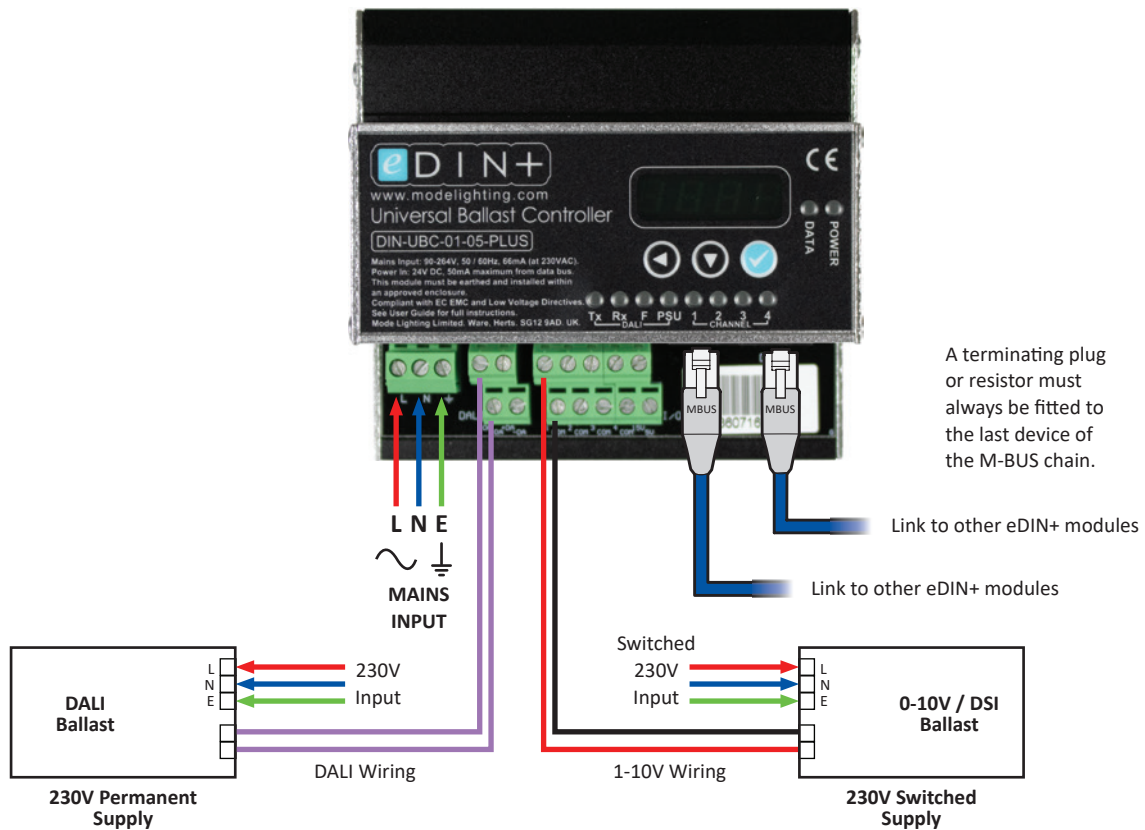 eDIN+
www.modelighting.com
Universal Ballast Controller
DIN-UBC-01-05-PLUS
Mains Input: 90-264V, 50 / 60Hz, 66mA (at 230VAC).
Power In: 24V DC, 50mA maximum from data bus.
This module must be earthed and installed within
an approved enclosure.
Compliant with EC EMC and Low Voltage Directives.
See User Guide for full instructions.
Mode Lighting Limited. Ware, Herts. SG12 9AD. UK.
CE
DATA
POWER
Tx Rx F PSU 1 2 3 4
DALI CHANNEL
L N
MBUS
MBUS
A terminating plug
or resistor must
always be fitted to
the last device of
the M-BUS chain.
L N E
MAINS
INPUT
Link to other eDIN+ modules
Link to other eDIN+ modules
DALI
Ballast
L
N
E
230V
Input
DALI Wiring
230V Permanent
Supply
Switched
230V
Input
L
N
E
0-10V / DSI
Ballast
1-10V Wiring
230V Switched
Supply